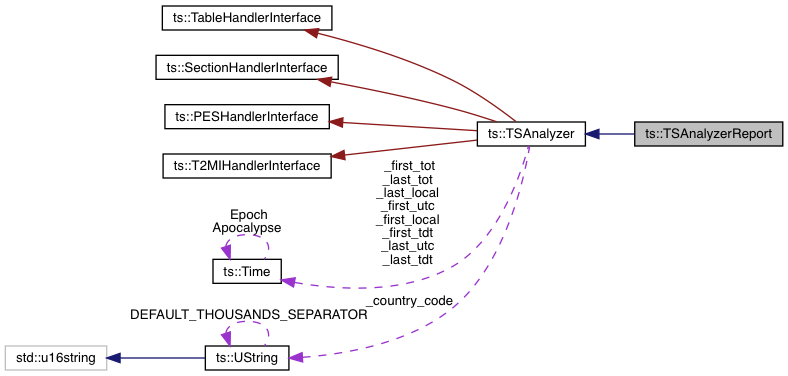 ts::TableHandlerInterface
ts::SectionHandlerInterface
ts::PESHandlerInterface
ts::TSAnalyzer
ts::TSAnalyzerReport
ts::T2MIHandlerInterface
_first_tot
_last_tot
_last_local
_first_utc
_first_local
_first_tdt
_last_utc
_last_tdt
Epoch
Apocalypse
ts::Time
_country_code
DEFAULT_THOUSANDS_SEPARATOR
std::u16string
ts::UString